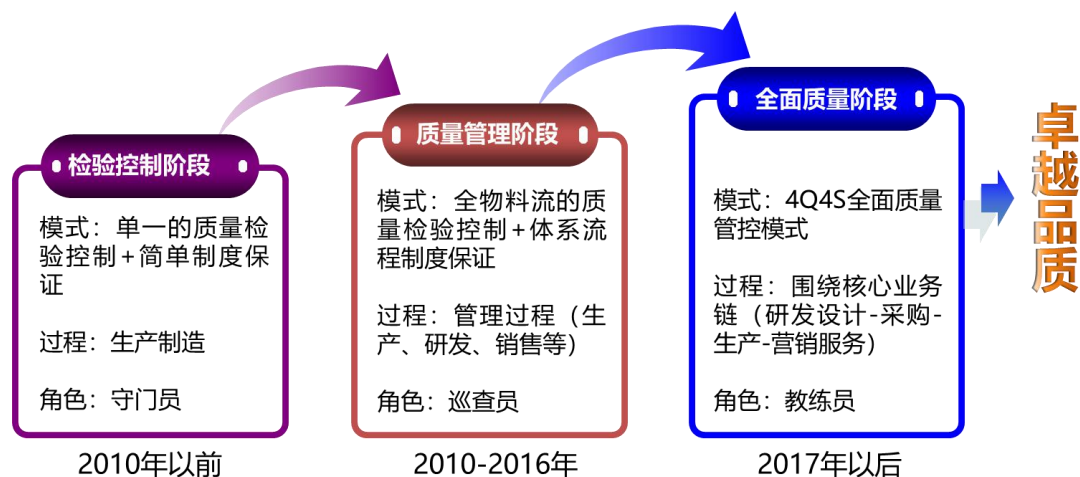 检验控制阶段
模式：单一的质量检
验控制+简单制度保
证
过程：生产制造
角色：守门员
2010年以前
质量管理阶段
模式：全物料流的质
量检验控制+体系流
程制度保证
过程：管理过程（生
产、研发、销售等）
角色：巡查员
2010-2016年
全面质量阶段
模式：4Q4S全面质量
管控模式
过程：围绕核心业务
链（研发设计-采购-
生产-营销服务）
角色：教练员
2017年以后
卓越品质